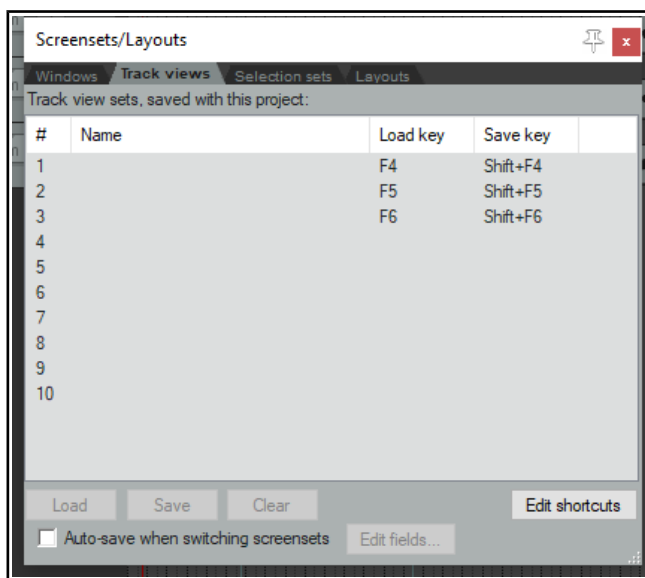 Screensets/Layouts
x
Windows Track views Selection sets Layouts
Track view sets, saved with this project:
# Name Load key Save key
1 F4 Shift+F4
2 F5 Shift+F5
3 F6 Shift+F6
4
5
6
7
8
9
10
Load Save Clear Edit shortcuts
Auto-save when switching screensets Edit fields...